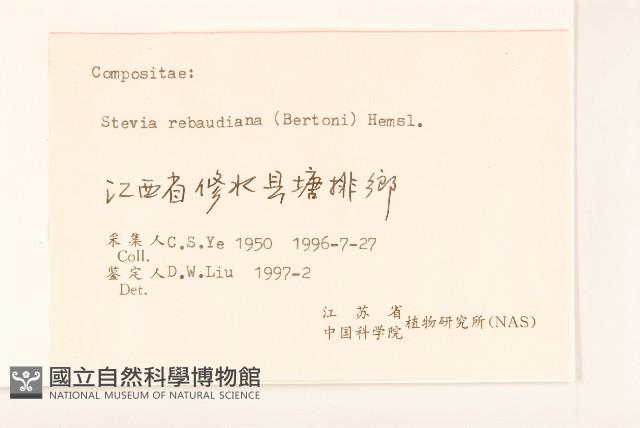 Compositae:
Stevia rebaudiana (Bertoni) Hemsl.
江西省修水县塘排鄉
采集人C.S.Ye 1950 1996-7-27
Coll.
鉴定人D.W.Liu 1997-2
Det.
江苏省
中国科学院 植物研究所(NAS)
國立自然科學博物館
NATIONAL MUSEUM OF NATURAL SCIENCE